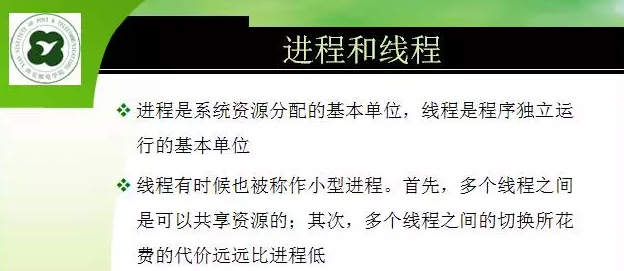 进程和线程
进程是系统资源分配的基本单位，线程是程序独立运
行的基本单位
线程有时候也被称作小型进程。首先，多个线程之间
是可以共享资源的；其次，多个线程之间的切换所花
费的代价远远比进程低